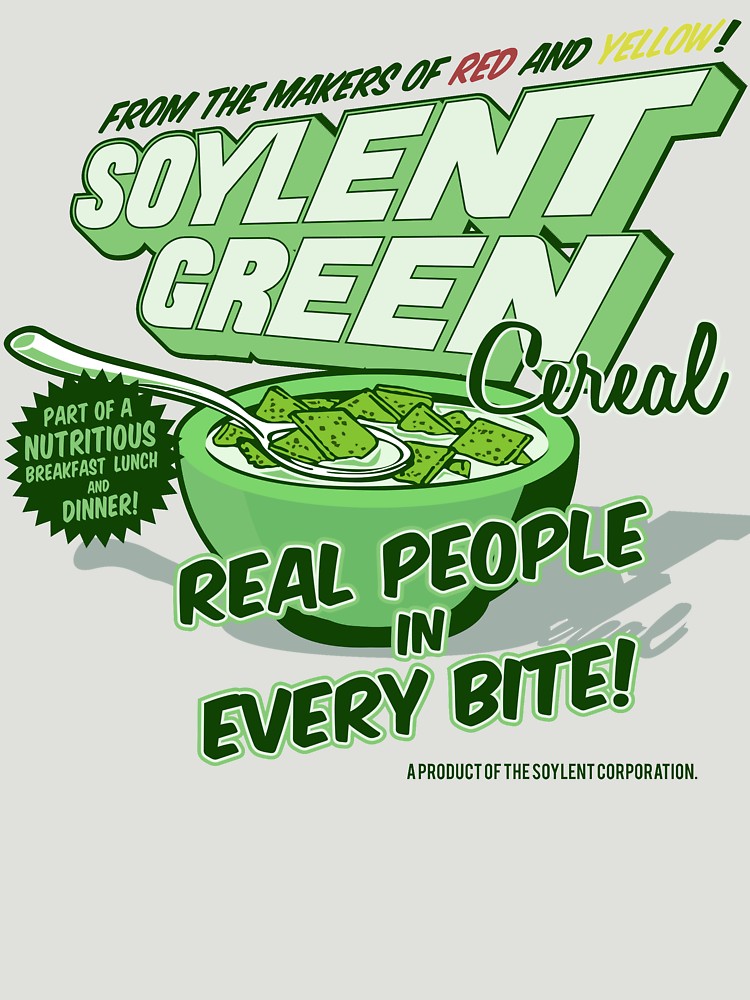 FROM THE MAKERS OF RED AND YELLOW!
SOYLENT
GREEN
Cereal
PART OF A
NUTRITIOUS
BREAKFAST LUNCH
AND
DINNER!
REAL PEOPLE
IN
EVERY BITE!
A PRODUCT OF THE SOYLENT CORPORATION.